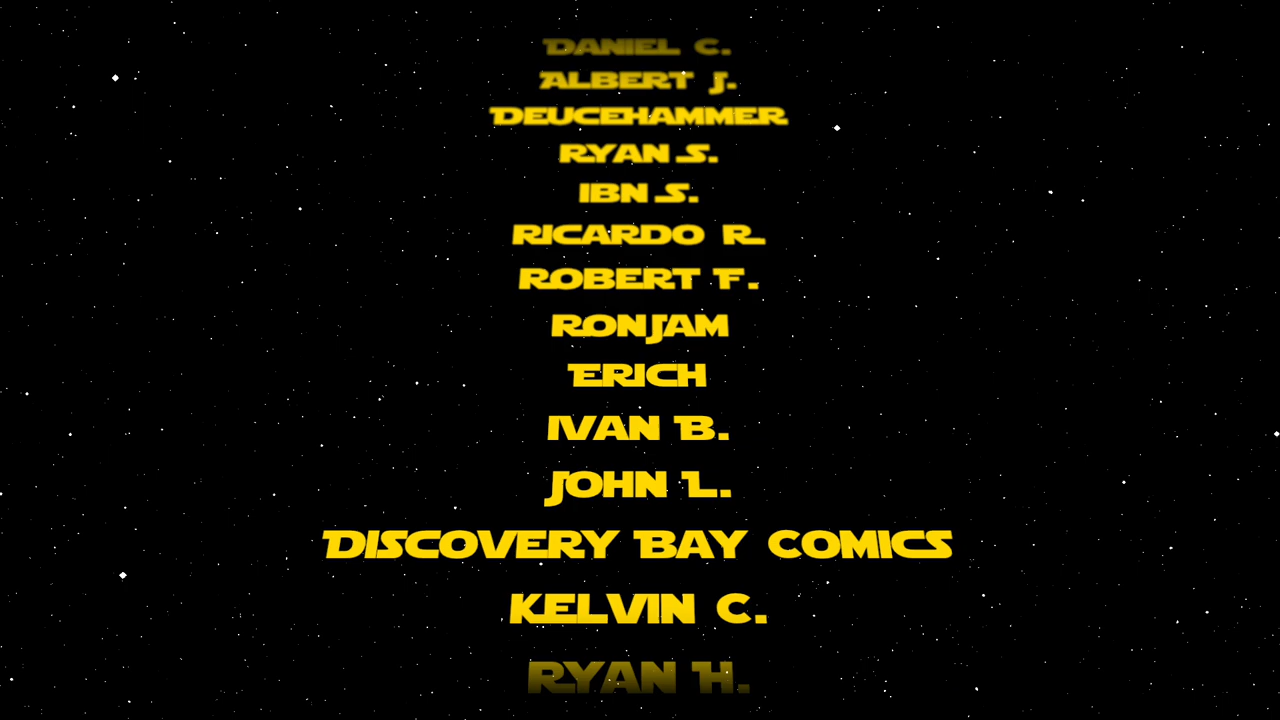 Daniel C.
Albert J.
Deucehammer
Ryan S.
Ibn S.
Ricardo R.
Robert F.
RonJam
Erich
Ivan B.
John L.
Discovery Bay Comics
Kelvin C.
Ryan H.